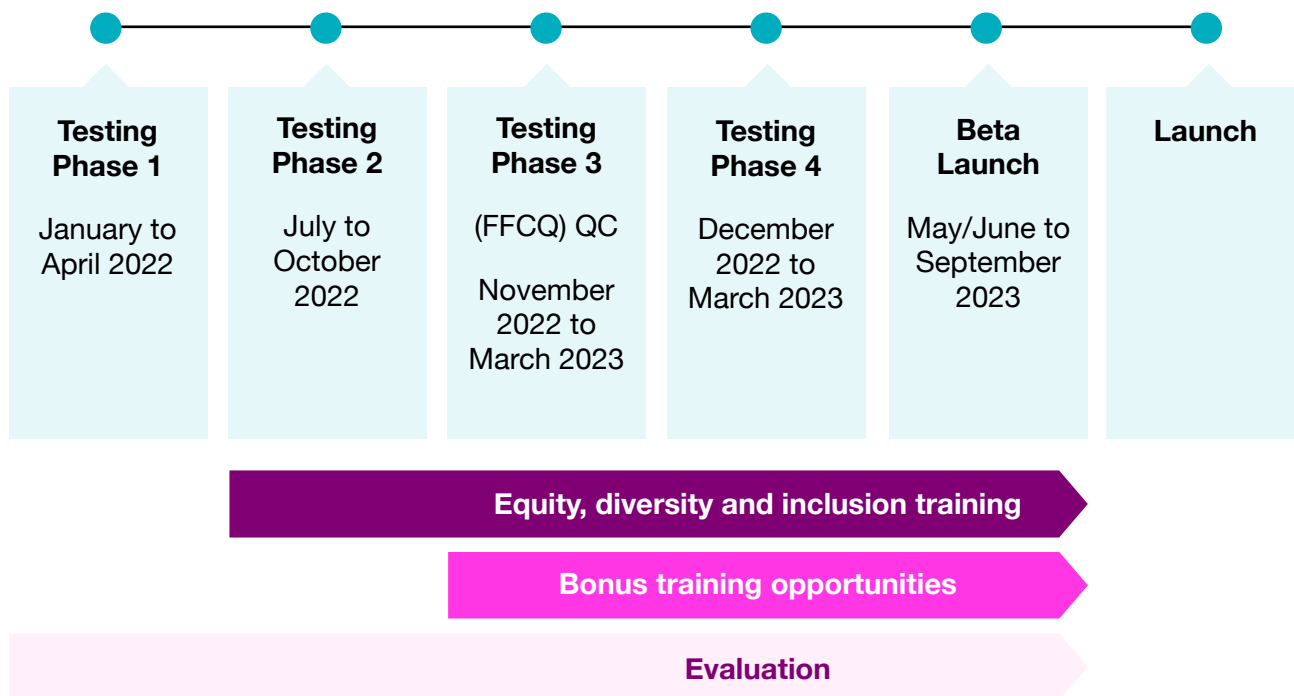 Testing
Phase 1
January to
April 2022
Testing
Phase 2
July to
October
2022
Testing
Phase 3
(FFCQ) QC
November
2022 to
March 2023
Testing
Phase 4
December
2022 to
March 2023
Beta
Launch
May/June to
September
2023
Launch
Equity, diversity and inclusion training
Bonus training opportunities
Evaluation